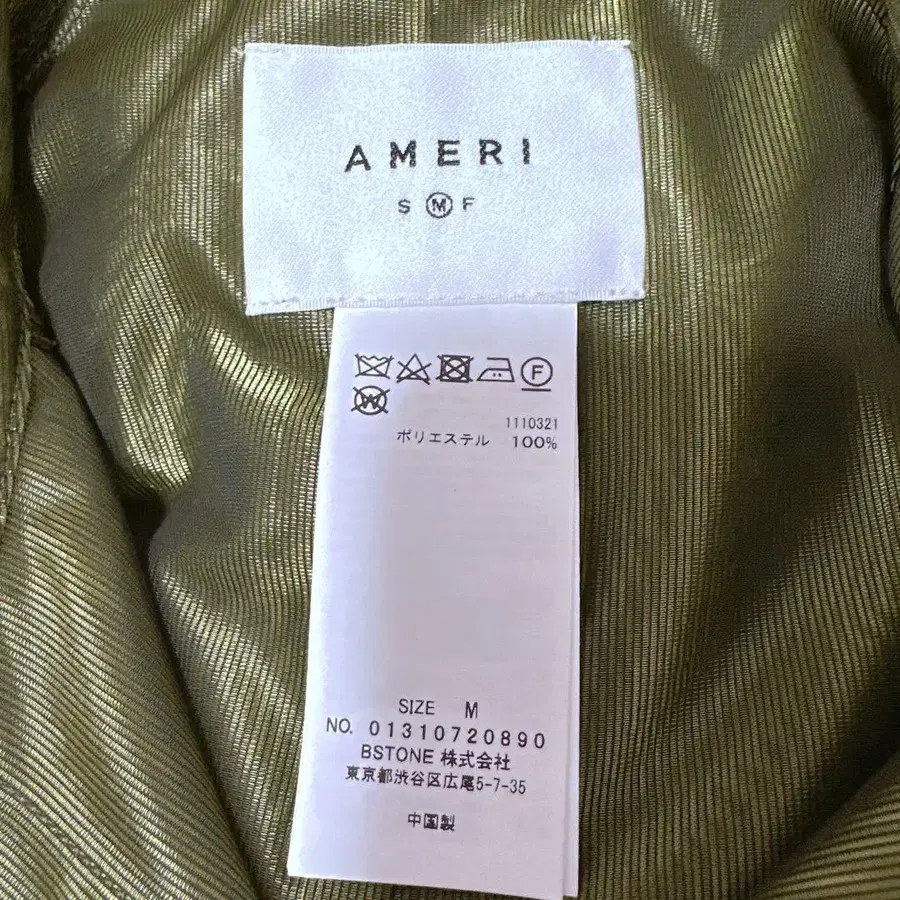 AMERI
S M F
F
W
1110321
ポリエステル 100%
SIZE M
NO. 01310720890
BSTONE 株式会社
東京都渋谷区広尾5-7-35
中国製